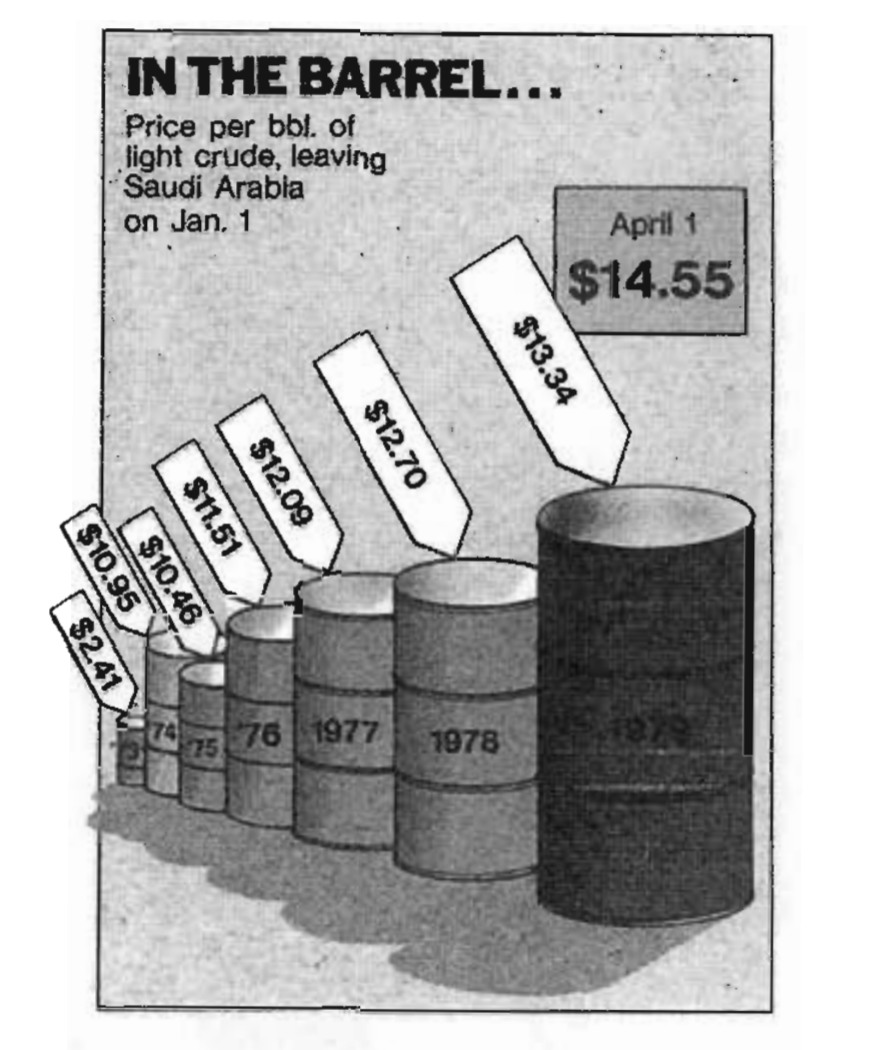 IN THE BARREL...
Price per bbl. of
light crude, leaving
Saudi Arabia
on Jan. 1
April 1
$14.55
$13.34
$12.70
$12.09
$11.51
$10.46
$10.95
$2.41
'73
'74
'75
'76
1977
1978
1979